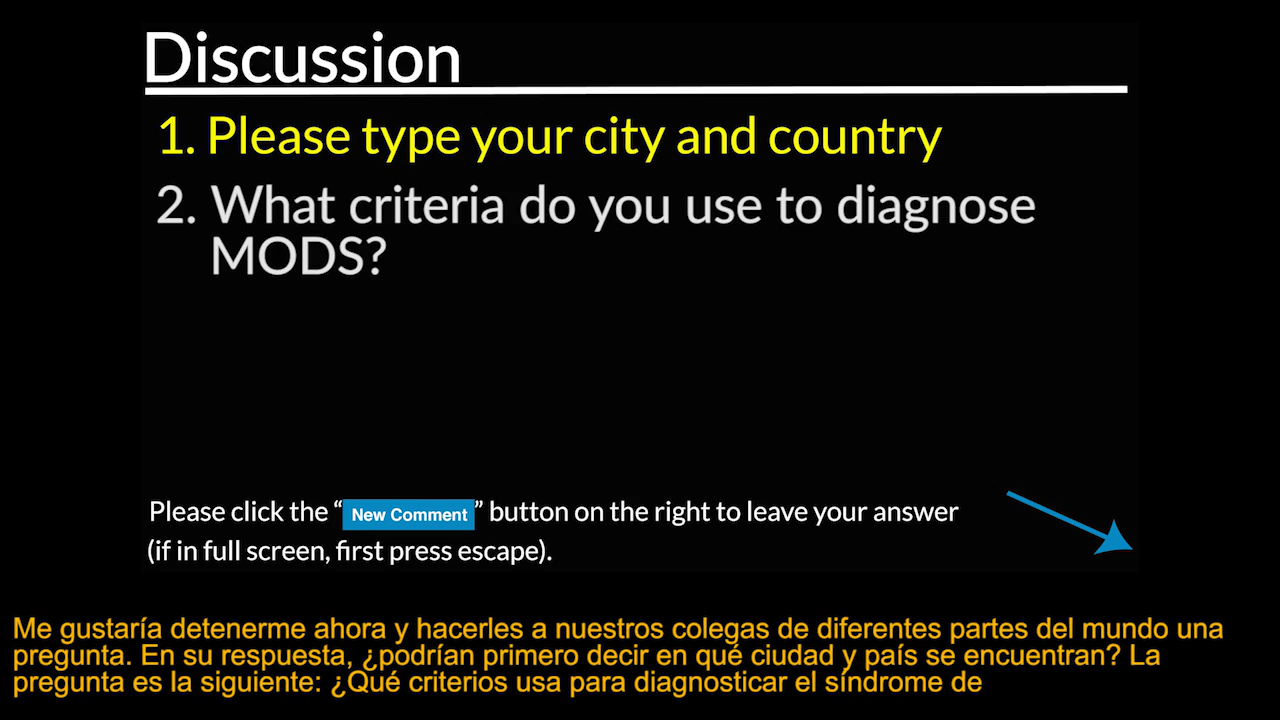 Discussion
1. Please type your city and country
2. What criteria do you use to diagnose
MODS?
Please click the “New Comment” button on the right to leave your answer
(if in full screen, first press escape).
Me gustaría detenerme ahora y hacerles a nuestros colegas de diferentes partes del mundo una
pregunta. En su respuesta, ¿podrían primero decir en qué ciudad y país se encuentran? La
pregunta es la siguiente: ¿Qué criterios usa para diagnosticar el síndrome de